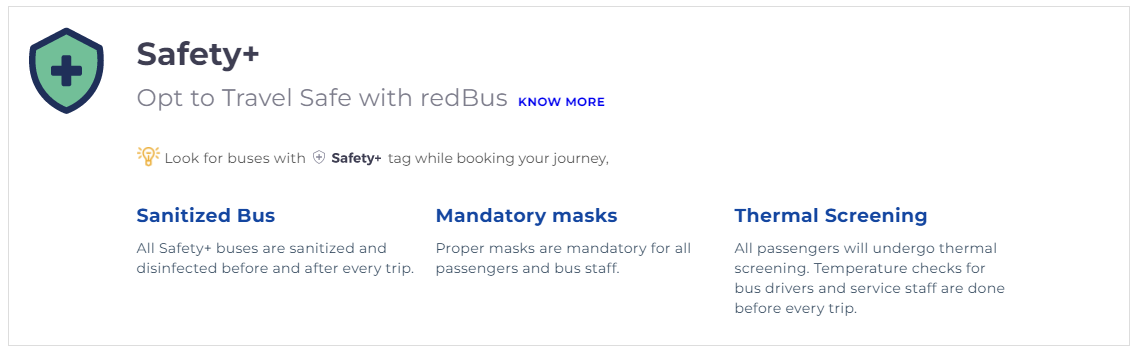 Safety+
Opt to Travel Safe with redBus KNOW MORE
Look for buses with Safety+ tag while booking your journey,
Sanitized Bus
All Safety+ buses are sanitized and
disinfected before and after every trip.
Mandatory masks
Proper masks are mandatory for all
passengers and bus staff.
Thermal Screening
All passengers will undergo thermal
screening. Temperature checks for
bus drivers and service staff are done
before every trip.